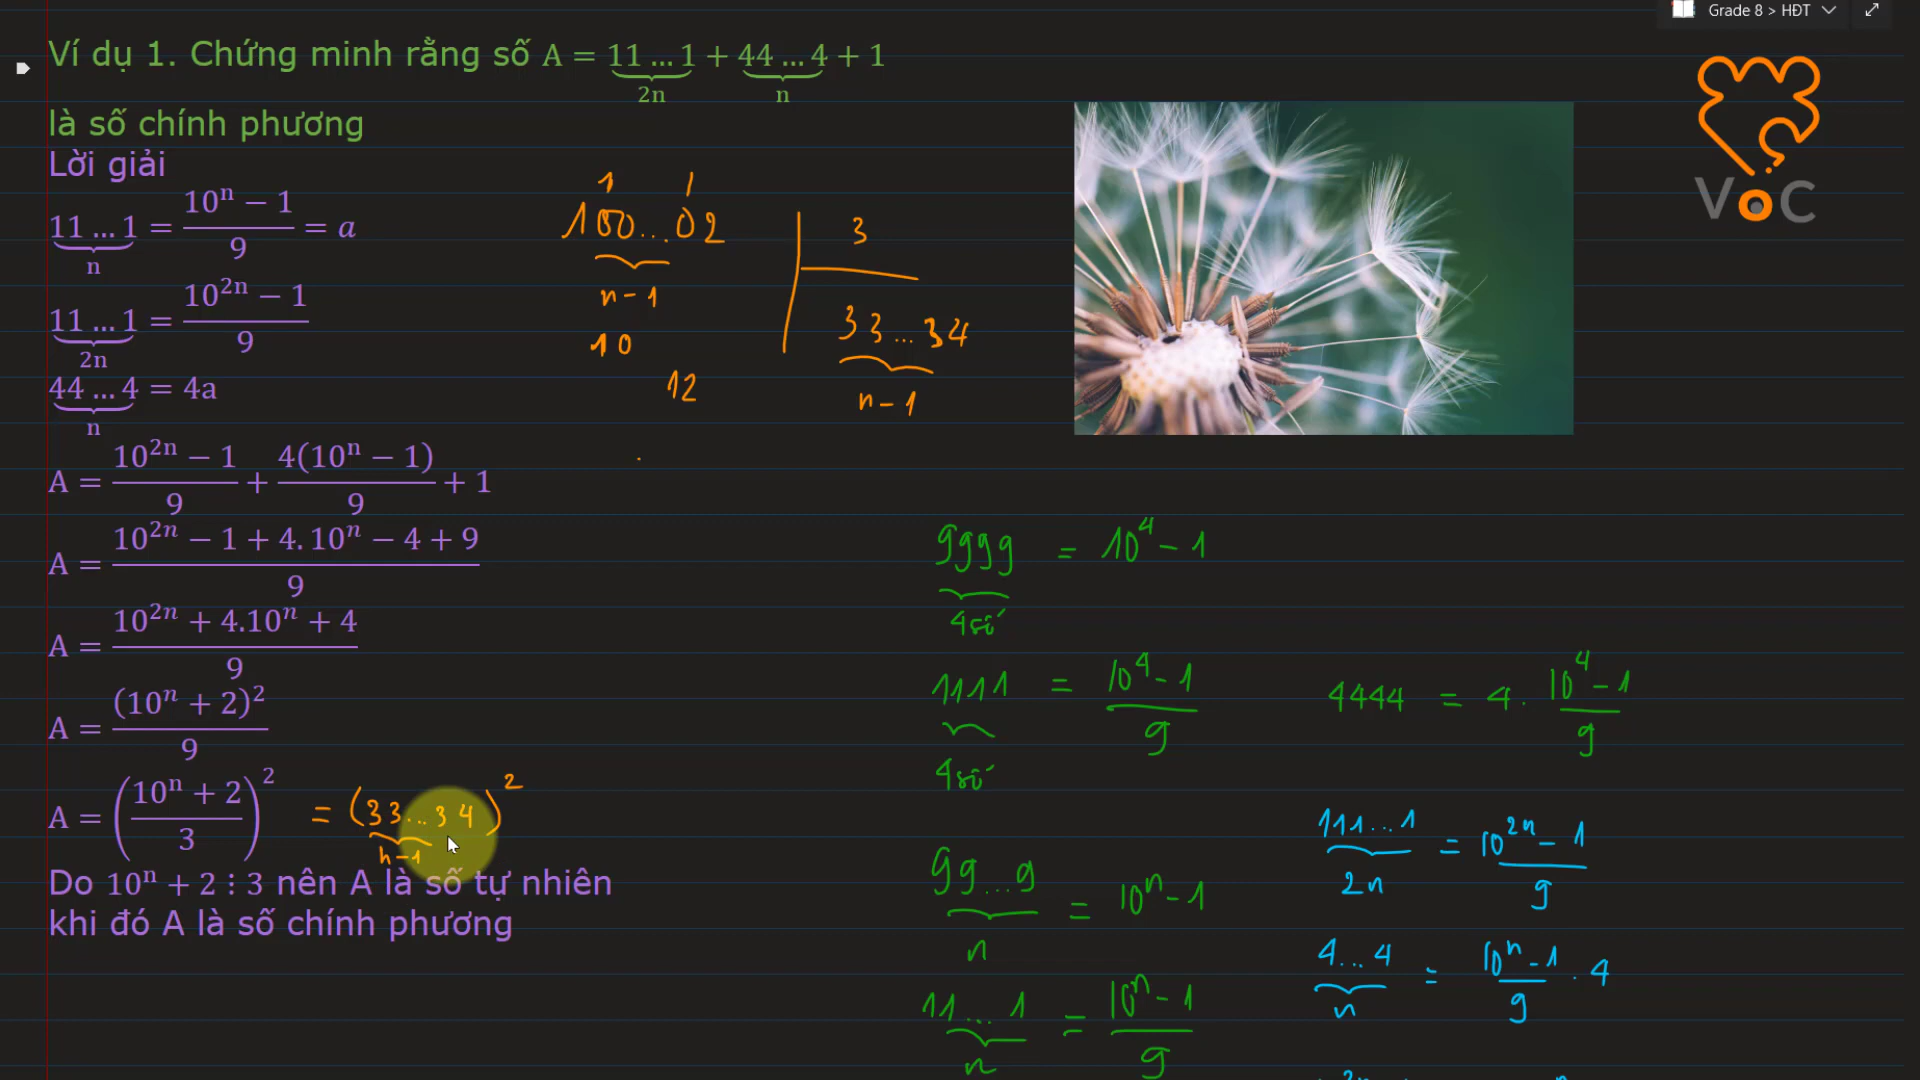 Grade 8 > HĐT
Ví dụ 1. Chứng minh rằng số A = 11 … 1 + 44 … 4 + 1
2n n
là số chính phương
Lời giải
11 … 1 = (10ⁿ − 1)/9 = a
n
11 … 1 = (10²ⁿ − 1)/9
2n
44 … 4 = 4a
n
A = (10²ⁿ − 1)/9 + 4(10ⁿ − 1)/9 + 1
A = (10²ⁿ − 1 + 4. 10ⁿ − 4 + 9)/9
A = (10²ⁿ + 4.10ⁿ + 4)/9
A = (10ⁿ + 2)²/9
A = ((10ⁿ + 2)/3)² = (33...34)²
n-1
Do 10ⁿ + 2 ⋮ 3 nên A là số tự nhiên
khi đó A là số chính phương
1 1
100...02 3
n-1
10
12
33...34
n-1
VoC
9999 = 10⁴ - 1
4 số
1111 = (10⁴ - 1)/9
4 số
4444 = 4 . (10⁴ - 1)/9
99...9 = 10ⁿ - 1
n
11...1 = (10ⁿ - 1)/9
n
111...1 = (10²ⁿ - 1)/9
2n
4...4 = (10ⁿ - 1)/9 . 4
n